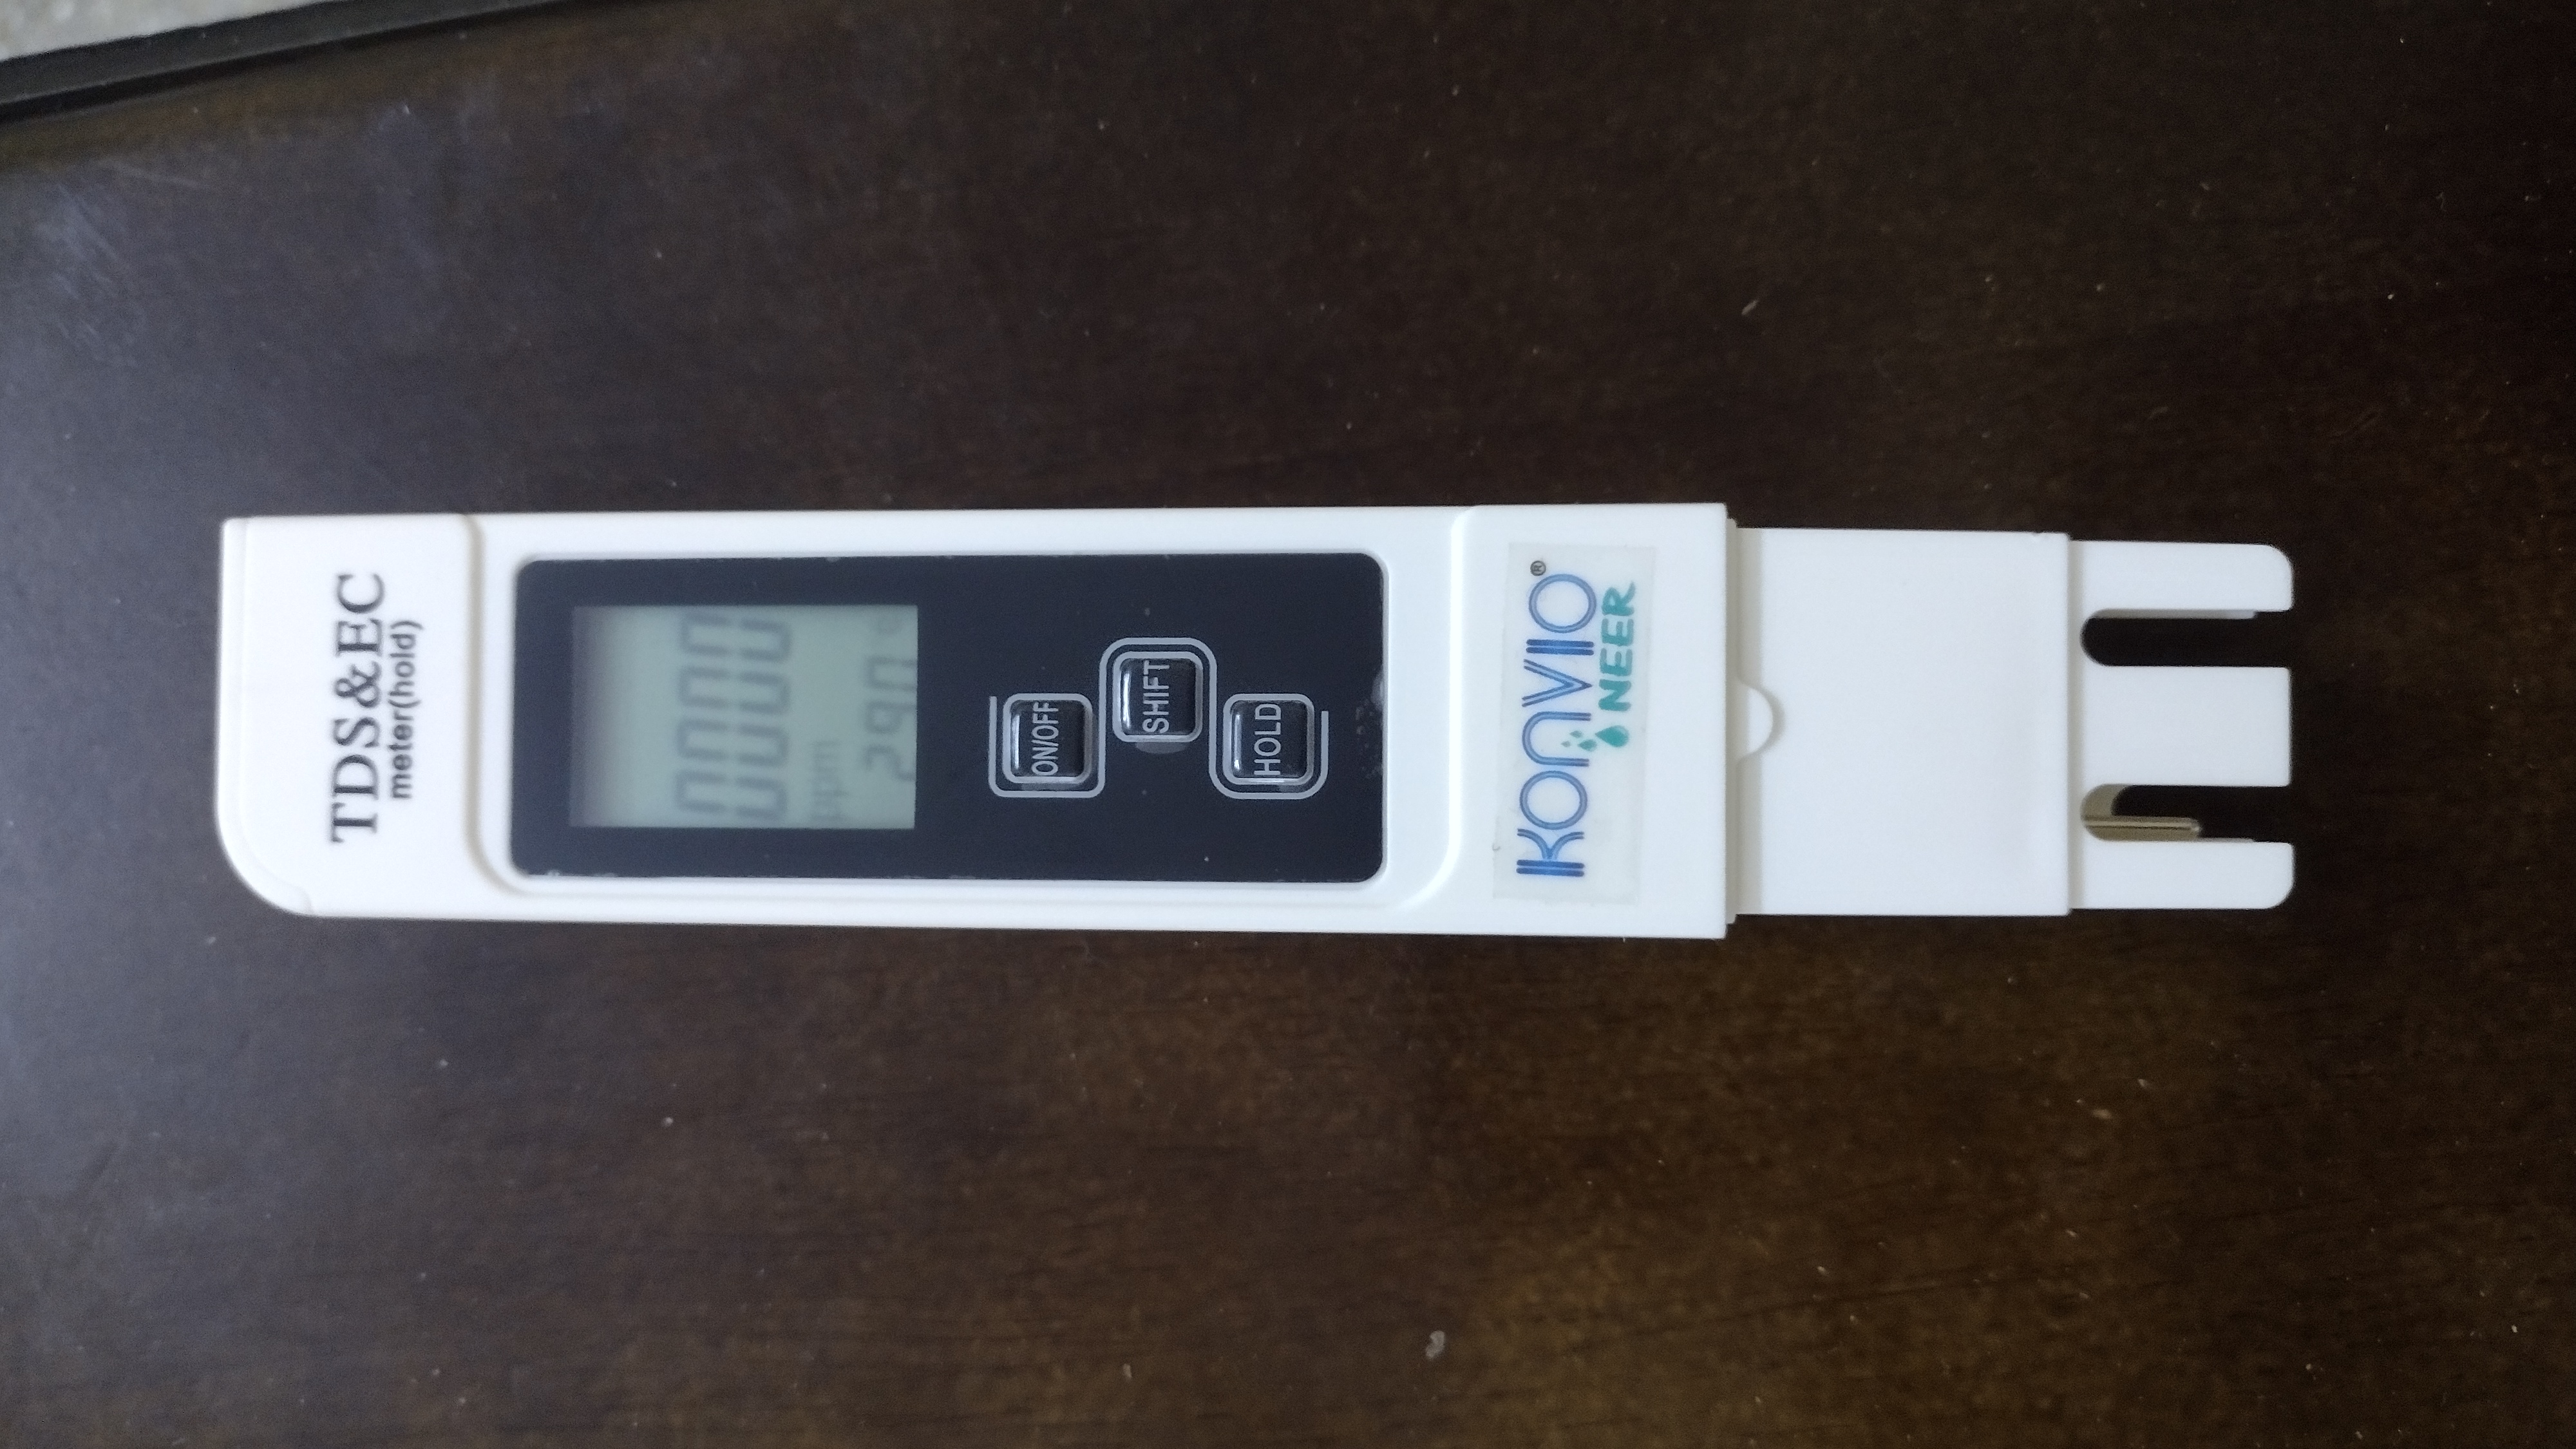 TDS&EC
meter(hold)
0000
ppm
29.0 °c
ON/OFF
SHIFT
HOLD
KONVIO®
NEER